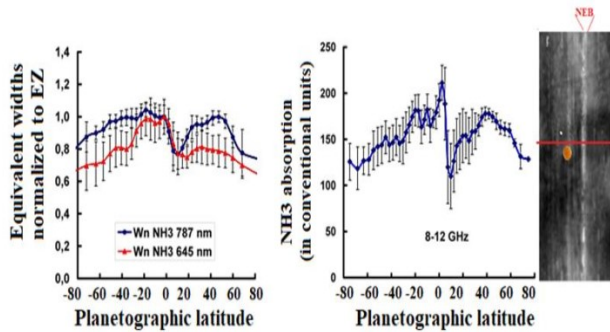 Equivalent widths
normalized to EZ
1,4
1,2
1,0
0,8
0,6
0,4
0,2
0,0
Wn NH3 787 nm
Wn NH3 645 nm
-80 -60 -40 -20 0 20 40 60 80
Planetographic latitude
NH3 absorption
(in conventional units)
250
200
150
100
50
0
8-12 GHz
-80 -60 -40 -20 0 20 40 60 80
Planetographic latitude
NEB